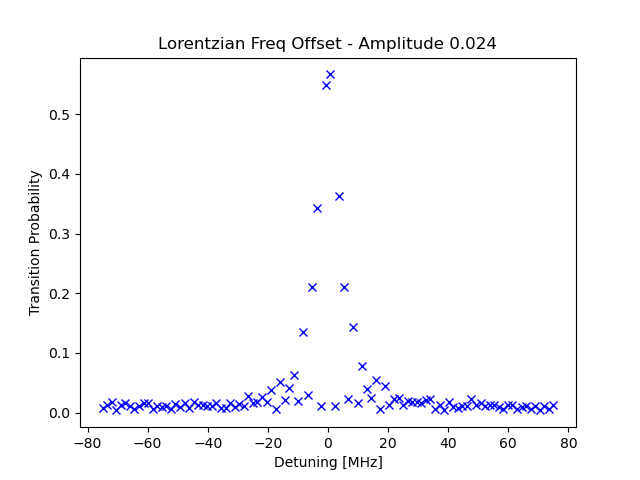 Lorentzian Freq Offset - Amplitude 0.024
Transition Probability
0.5
0.4
0.3
0.2
0.1
0.0
−80 −60 −40 −20 0 20 40 60 80
Detuning [MHz]